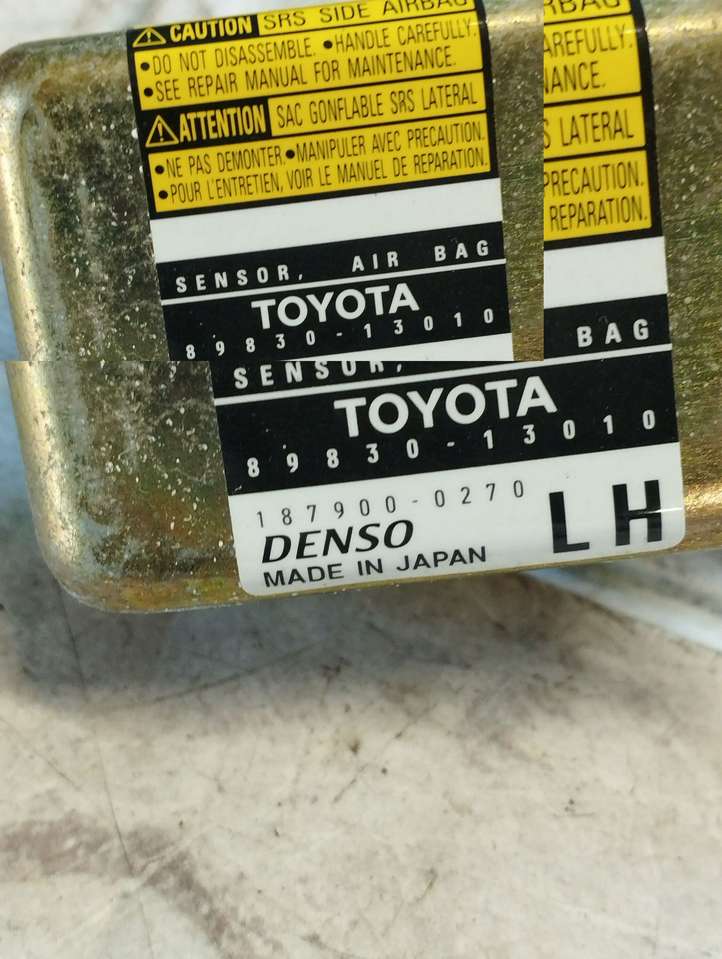 CAUTION SRS SIDE AIRBAG
•DO NOT DISASSEMBLE. •HANDLE CAREFULLY.
•SEE REPAIR MANUAL FOR MAINTENANCE.
ATTENTION SAC GONFLABLE SRS LATERAL
•NE PAS DEMONTER. •MANIPULER AVEC PRECAUTION.
•POUR L'ENTRETIEN, VOIR LE MANUEL DE REPARATION.
SENSOR, AIR BAG
TOYOTA
89830-13010
RBAG
AREFULLY.
NANCE.
S LATERAL
PRECAUTION.
REPARATION.
BAG
SENSOR,
TOYOTA
89830-13010
187900-0270
DENSO
MADE IN JAPAN
LH